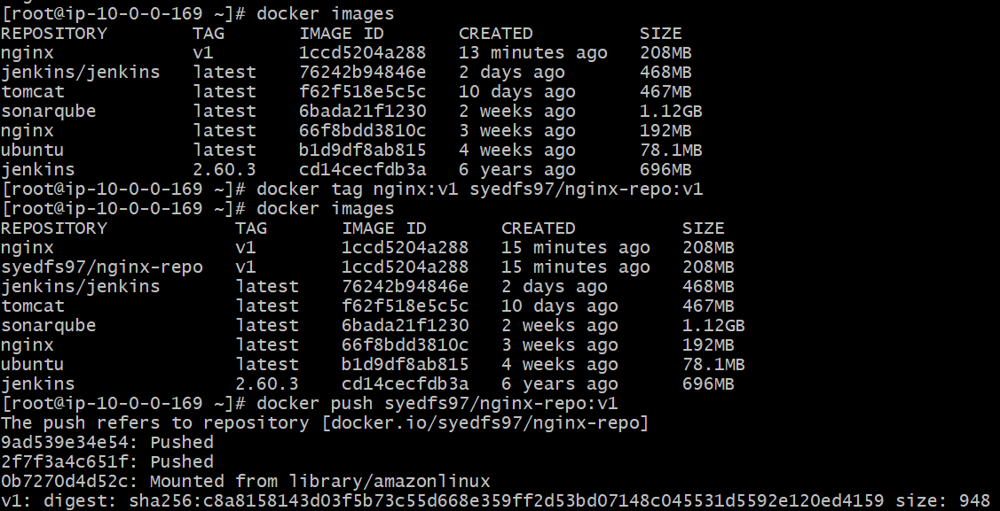 [root@ip-10-0-0-169 ~]# docker images
REPOSITORY TAG IMAGE ID CREATED SIZE
nginx v1 1ccd5204a288 13 minutes ago 208MB
jenkins/jenkins latest 76242b94846e 2 days ago 468MB
tomcat latest f62f518e5c5c 10 days ago 467MB
sonarqube latest 6bada21f1230 2 weeks ago 1.12GB
nginx latest 66f8bdd3810c 3 weeks ago 192MB
ubuntu latest b1d9df8ab815 4 weeks ago 78.1MB
jenkins 2.60.3 cd14cecfdb3a 6 years ago 696MB
[root@ip-10-0-0-169 ~]# docker tag nginx:v1 syedfs97/nginx-repo:v1
[root@ip-10-0-0-169 ~]# docker images
REPOSITORY TAG IMAGE ID CREATED SIZE
nginx v1 1ccd5204a288 15 minutes ago 208MB
syedfs97/nginx-repo v1 1ccd5204a288 15 minutes ago 208MB
jenkins/jenkins latest 76242b94846e 2 days ago 468MB
tomcat latest f62f518e5c5c 10 days ago 467MB
sonarqube latest 6bada21f1230 2 weeks ago 1.12GB
nginx latest 66f8bdd3810c 3 weeks ago 192MB
ubuntu latest b1d9df8ab815 4 weeks ago 78.1MB
jenkins 2.60.3 cd14cecfdb3a 6 years ago 696MB
[root@ip-10-0-0-169 ~]# docker push syedfs97/nginx-repo:v1
The push refers to repository [docker.io/syedfs97/nginx-repo]
9ad539e34e54: Pushed
2f7f3a4c651f: Pushed
0b7270d4d52c: Mounted from library/amazonlinux
v1: digest: sha256:c8a8158143d03f5b73c55d668e359ff2d53bd07148c045531d5592e120ed4159 size: 948